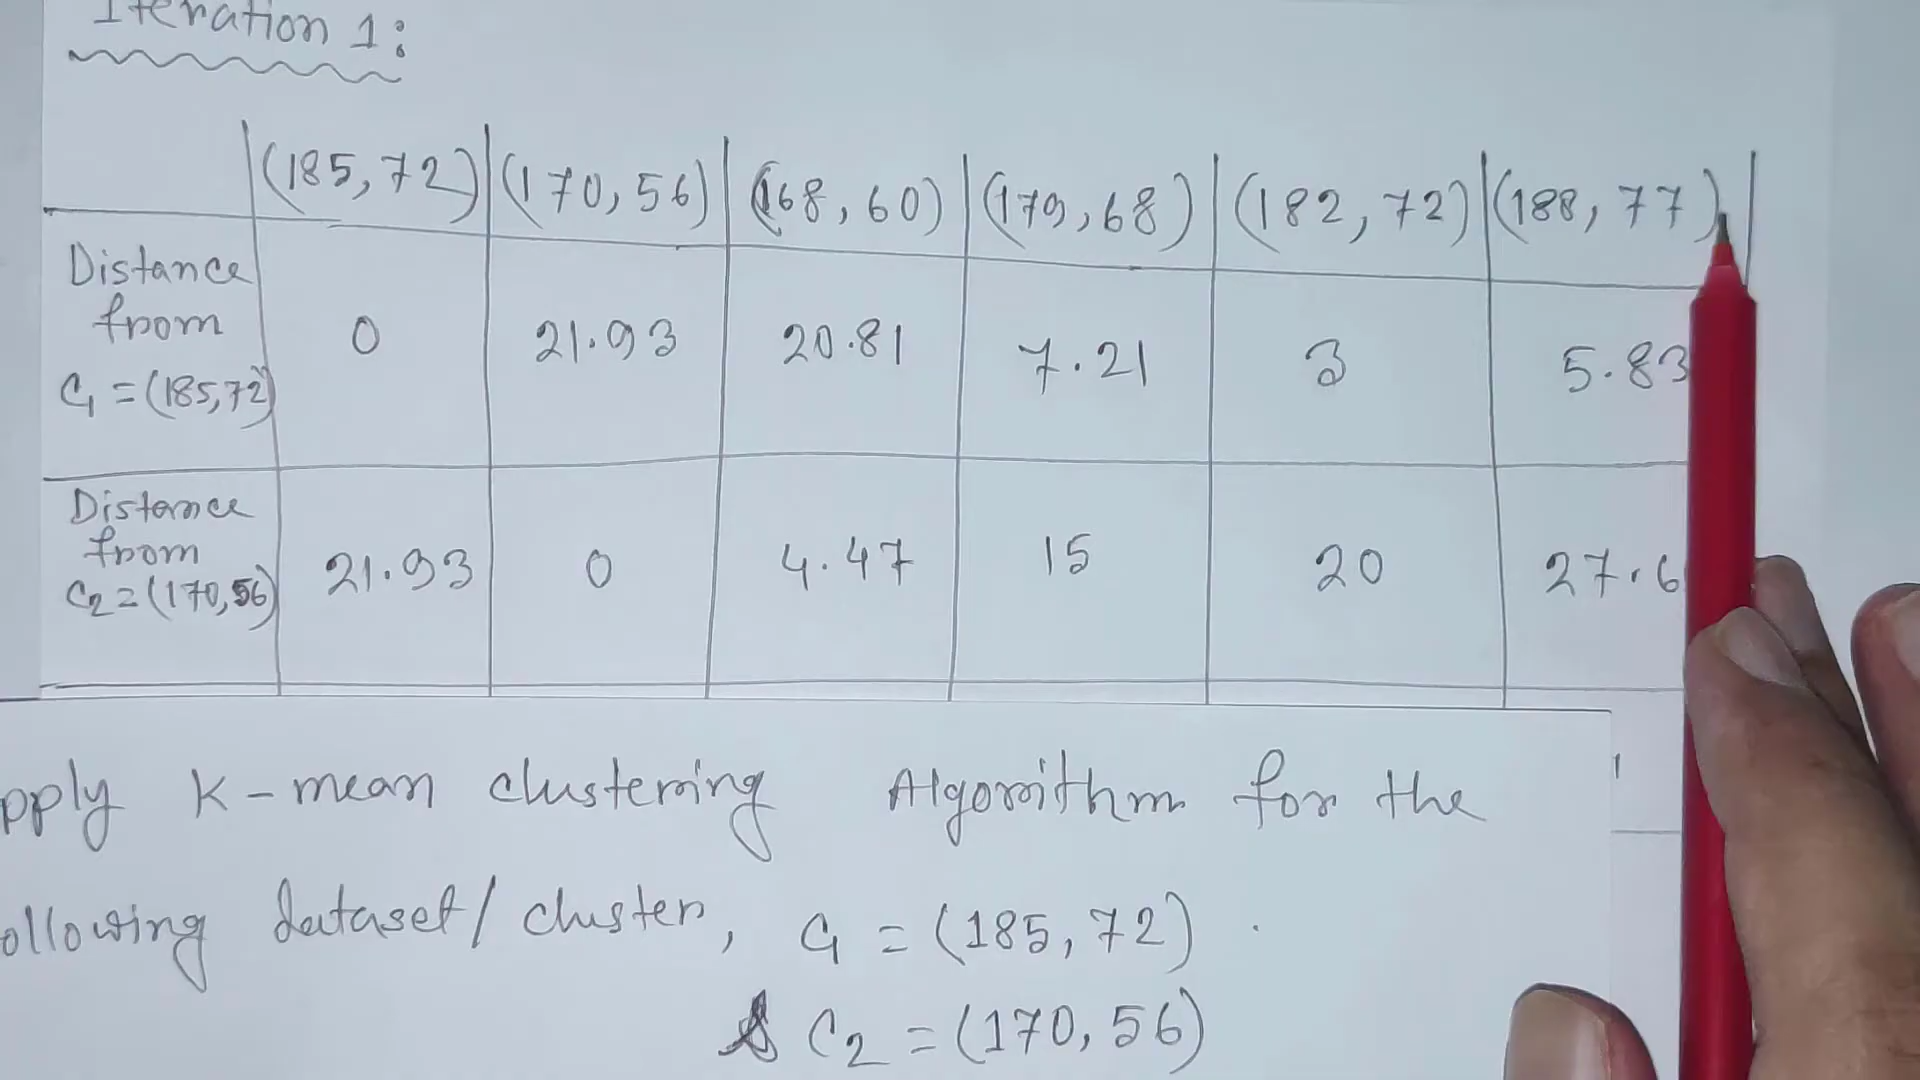 Iteration 1:
(185,72) (170,56) (168,60) (179,68) (182,72) (188,77)
Distance from C1 = (185,72) 0 21.93 20.81 7.21 3 5.83
Distance from C2 = (170,56) 21.93 0 4.47 15 20 27.6
pply K-mean clustering Algorithm for the
ollowing dataset/cluster, C1 = (185,72)
& C2 = (170,56)